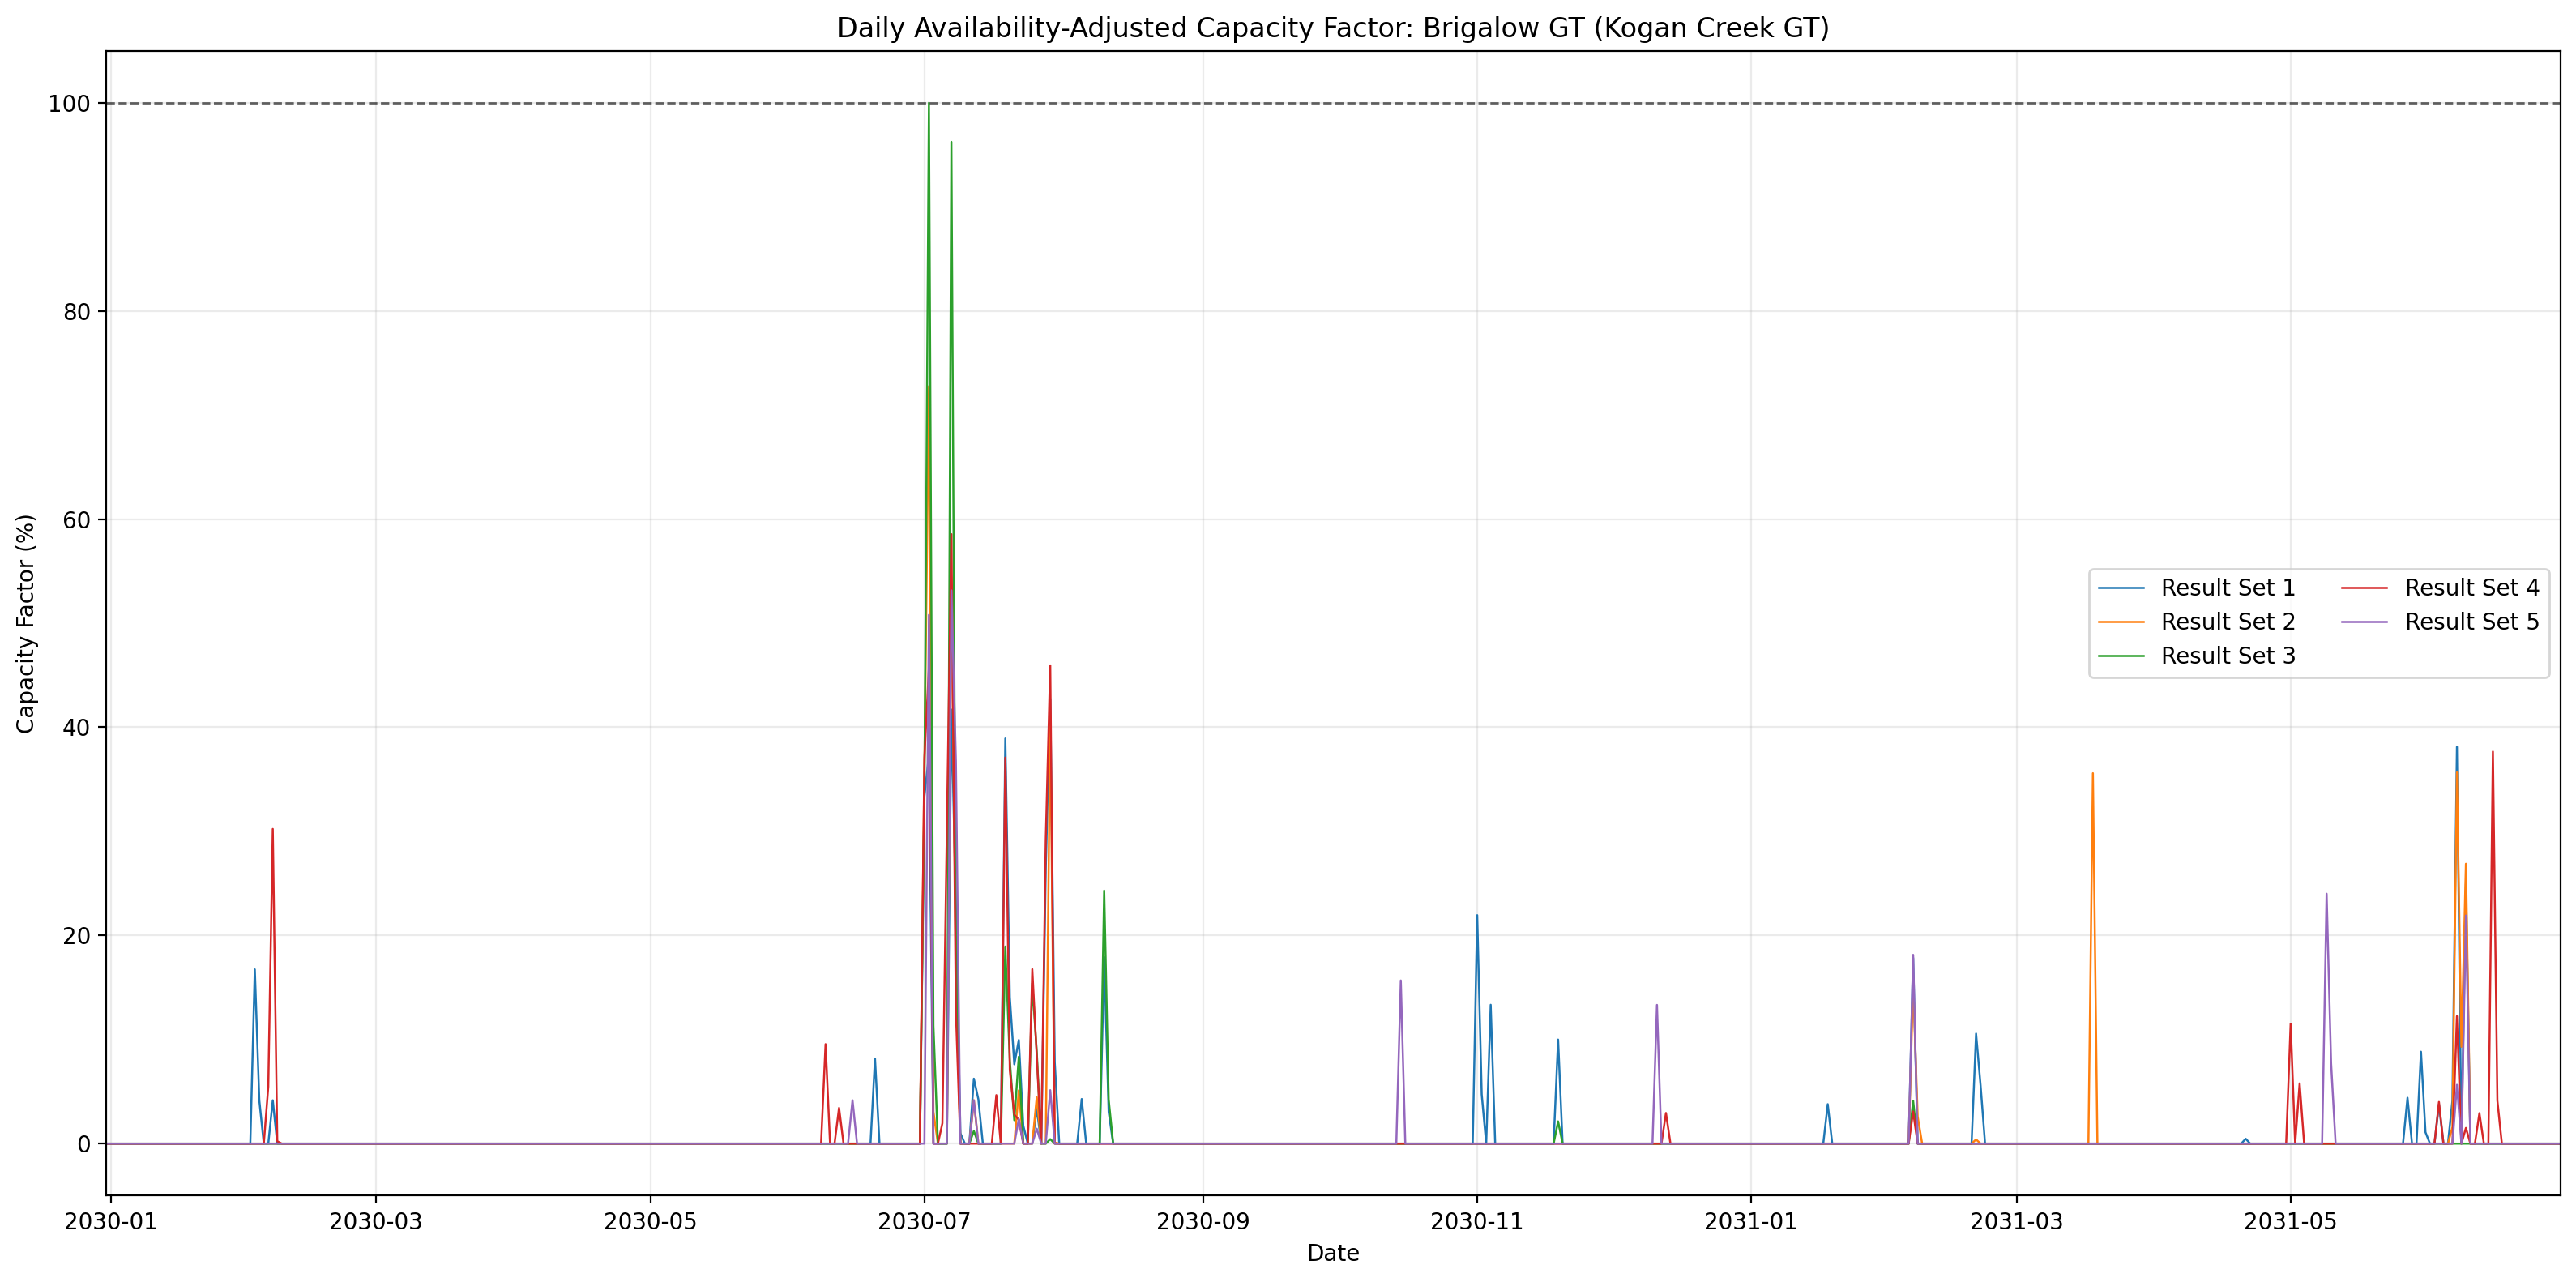 Daily Availability-Adjusted Capacity Factor: Brigalow GT (Kogan Creek GT)
Capacity Factor (%)
100
80
60
40
20
0
Result Set 1
Result Set 2
Result Set 3
Result Set 4
Result Set 5
2030-01
2030-03
2030-05
2030-07
2030-09
2030-11
2031-01
2031-03
2031-05
Date